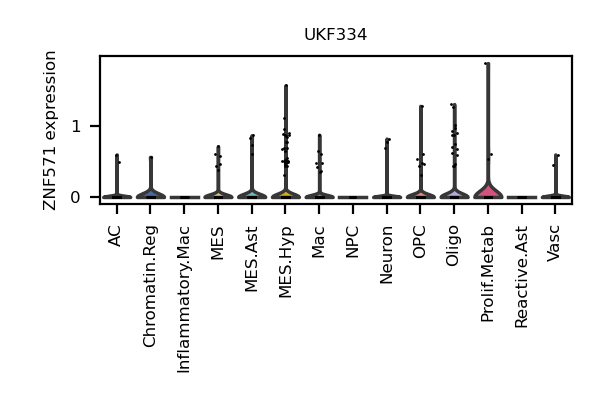 UKF334
ZNF571 expression
1
0
AC
Chromatin.Reg
Inflammatory.Mac
MES
MES.Ast
MES.Hyp
Mac
NPC
Neuron
OPC
Oligo
Prolif.Metab
Reactive.Ast
Vasc